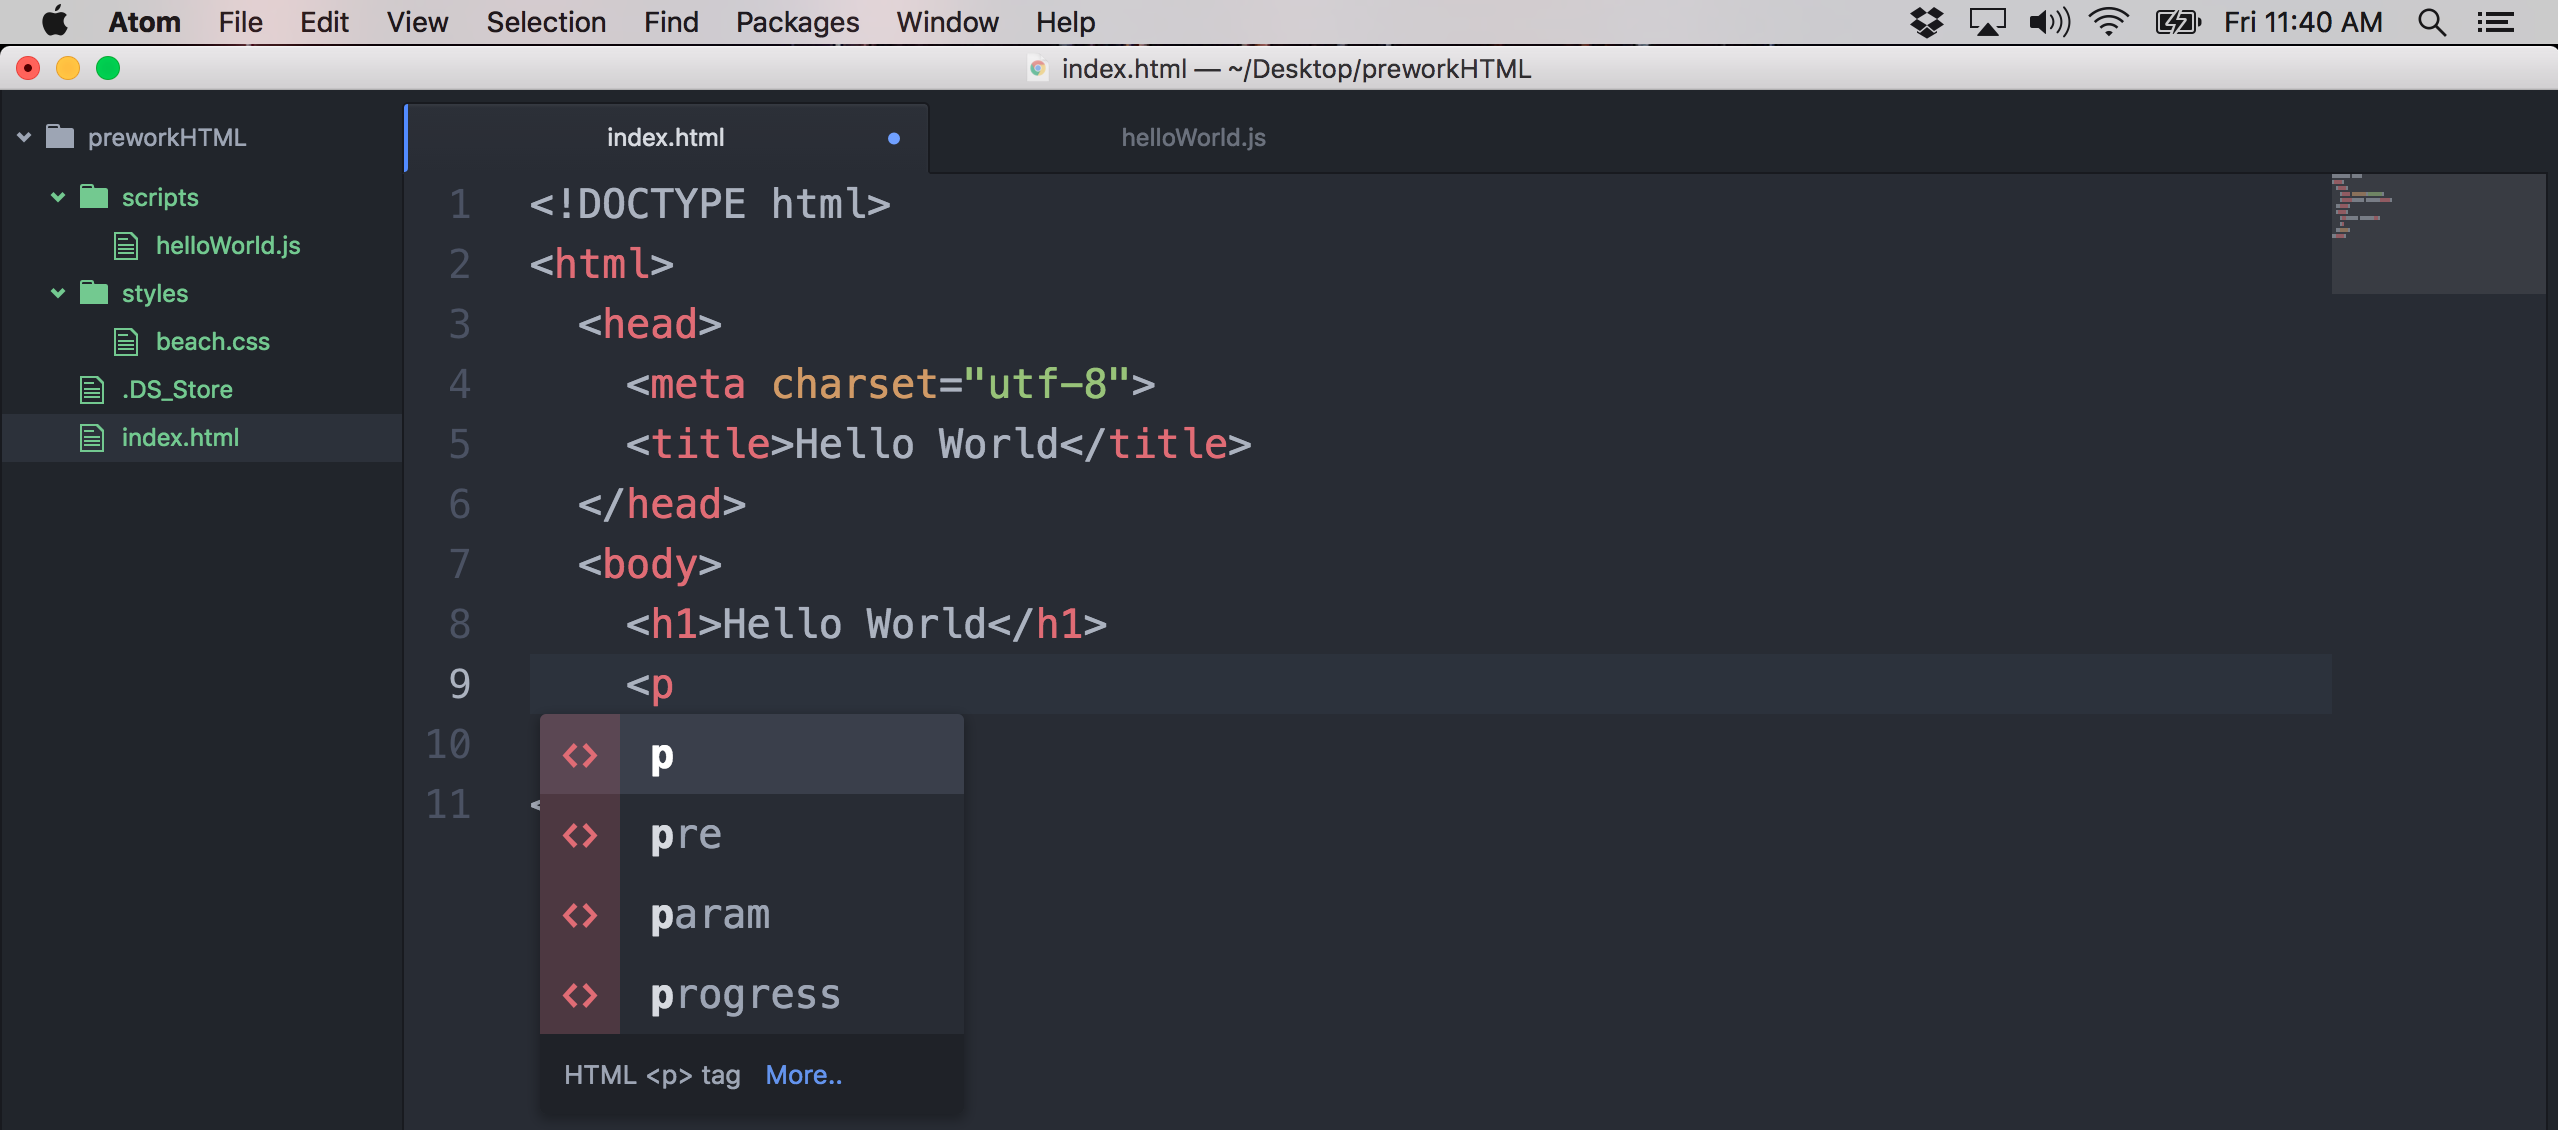 Atom File Edit View Selection Find Packages Window Help Fri 11:40 AM
index.html — ~/Desktop/preworkHTML
preworkHTML
scripts
helloWorld.js
styles
beach.css
.DS_Store
index.html
index.html helloWorld.js
1 <!DOCTYPE html>
2 <html>
3 <head>
4 <meta charset="utf-8">
5 <title>Hello World</title>
6 </head>
7 <body>
8 <h1>Hello World</h1>
9 <p
10
11 <
<> p
<> pre
<> param
<> progress
HTML <p> tag More..